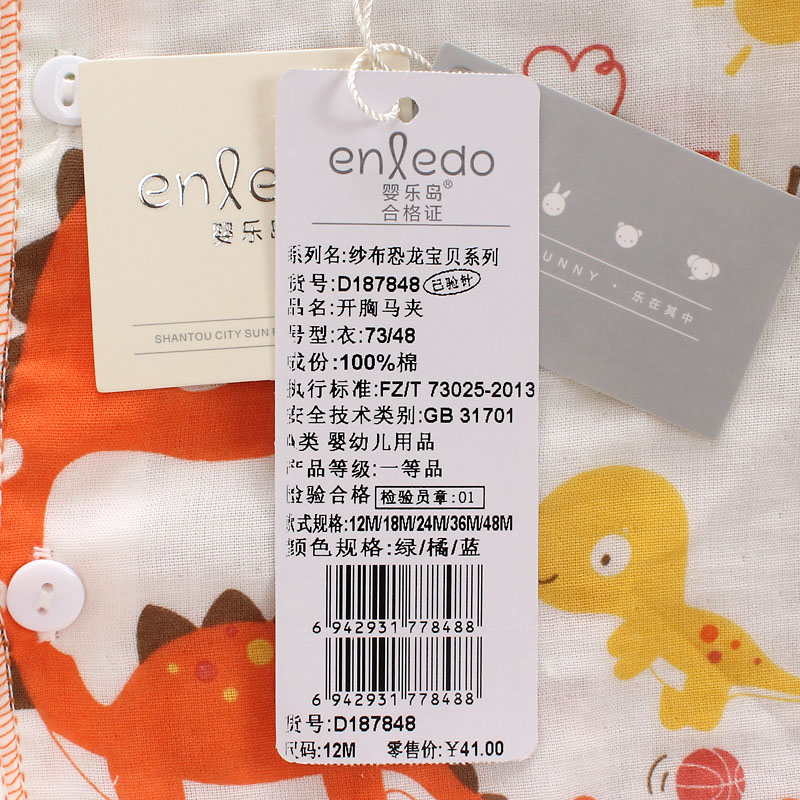 enledo
婴乐岛®
合格证
系列名:纱布恐龙宝贝系列
货号:D187848 已验针
品名:开胸马夹
号型:衣:73/48
成份:100%棉
执行标准:FZ/T 73025-2013
安全技术类别:GB 31701
A类 婴幼儿用品
产品等级:一等品
检验合格 检验员章:01
款式规格:12M/18M/24M/36M/48M
颜色规格:绿/橘/蓝
6 942931 778488
6 942931 778488
货号:D187848
尺码:12M 零售价:¥41.00
enledo
婴乐岛
SHANTOU CITY SUN
UNNY · 乐在其中